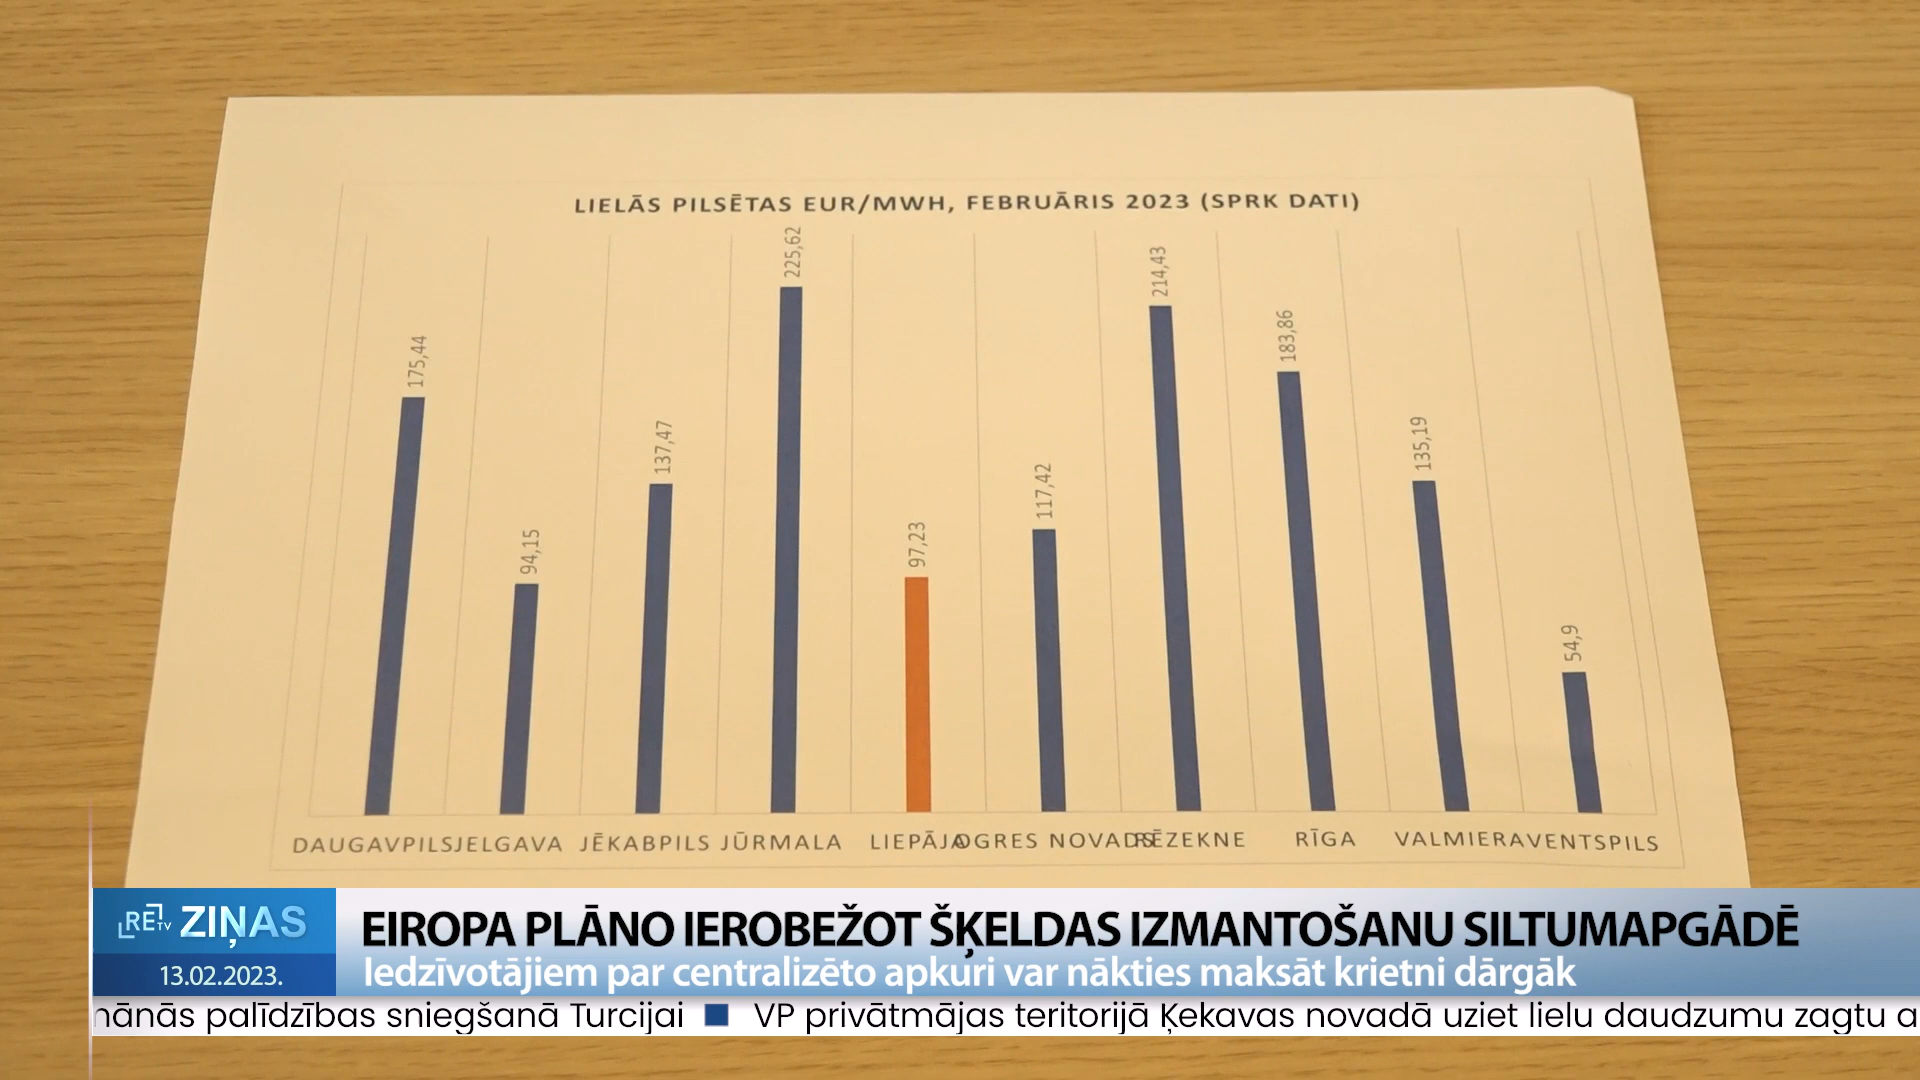 LIELĀS PILSĒTAS EUR/MWH, FEBRUĀRIS 2023 (SPRK DATI)
175,44
94,15
137,47
225,62
97,23
117,42
214,43
183,86
135,19
54,9
DAUGAVPILS JELGAVA JĒKABPILS JŪRMALA LIEPĀJA OGRES NOVADS RĒZEKNE RĪGA VALMIERA VENTSPILS
RE TV ZIŅAS
13.02.2023.
EIROPA PLĀNO IEROBEŽOT ŠĶELDAS IZMANTOŠANU SILTUMAPGĀDĒ
Iedzīvotājiem par centralizēto apkuri var nākties maksāt krietni dārgāk
palīdzības sniegšanā Turcijai ■ VP privātmājas teritorijā Ķekavas novadā uziet lielu daudzumu zagtu